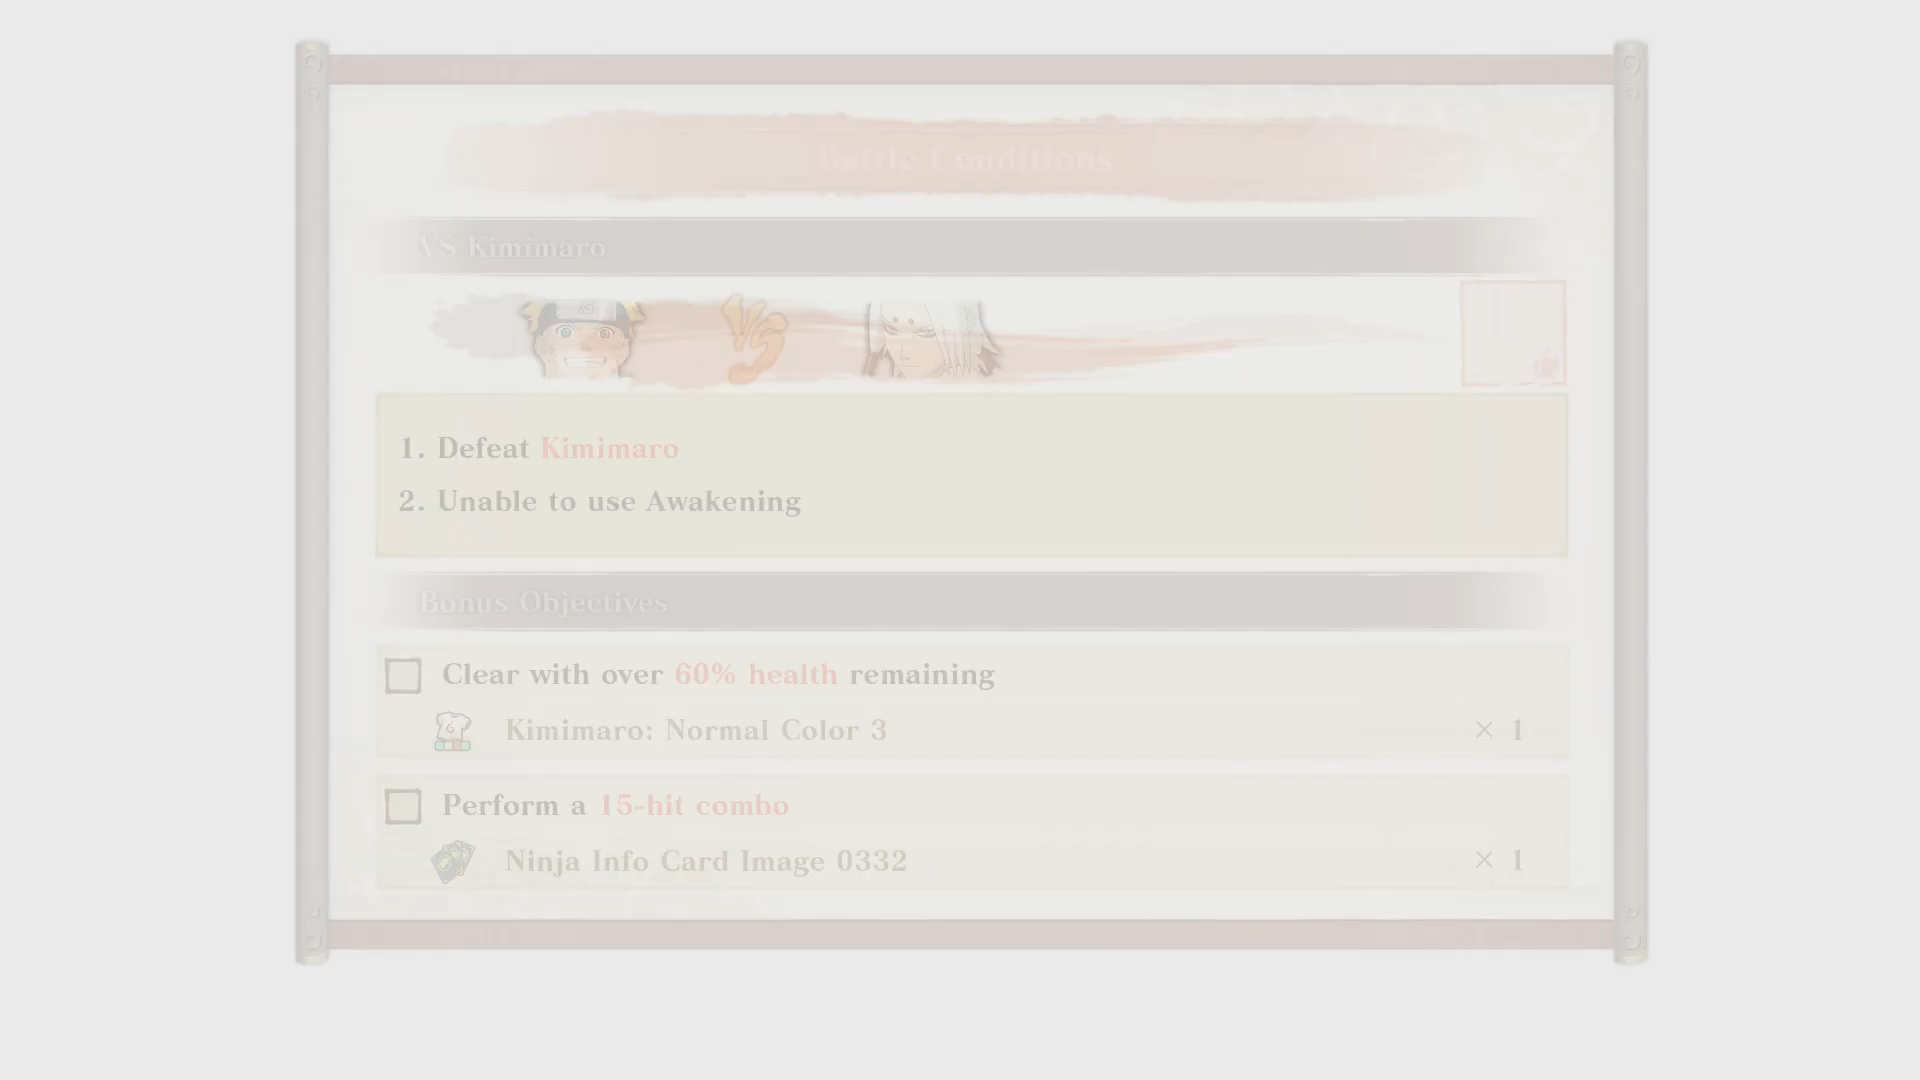 Battle Conditions
VS Kimimaro
VS
1. Defeat Kimimaro
2. Unable to use Awakening
Bonus Objectives
Clear with over 60% health remaining
Kimimaro: Normal Color 3 × 1
Perform a 15-hit combo
Ninja Info Card Image 0332 × 1